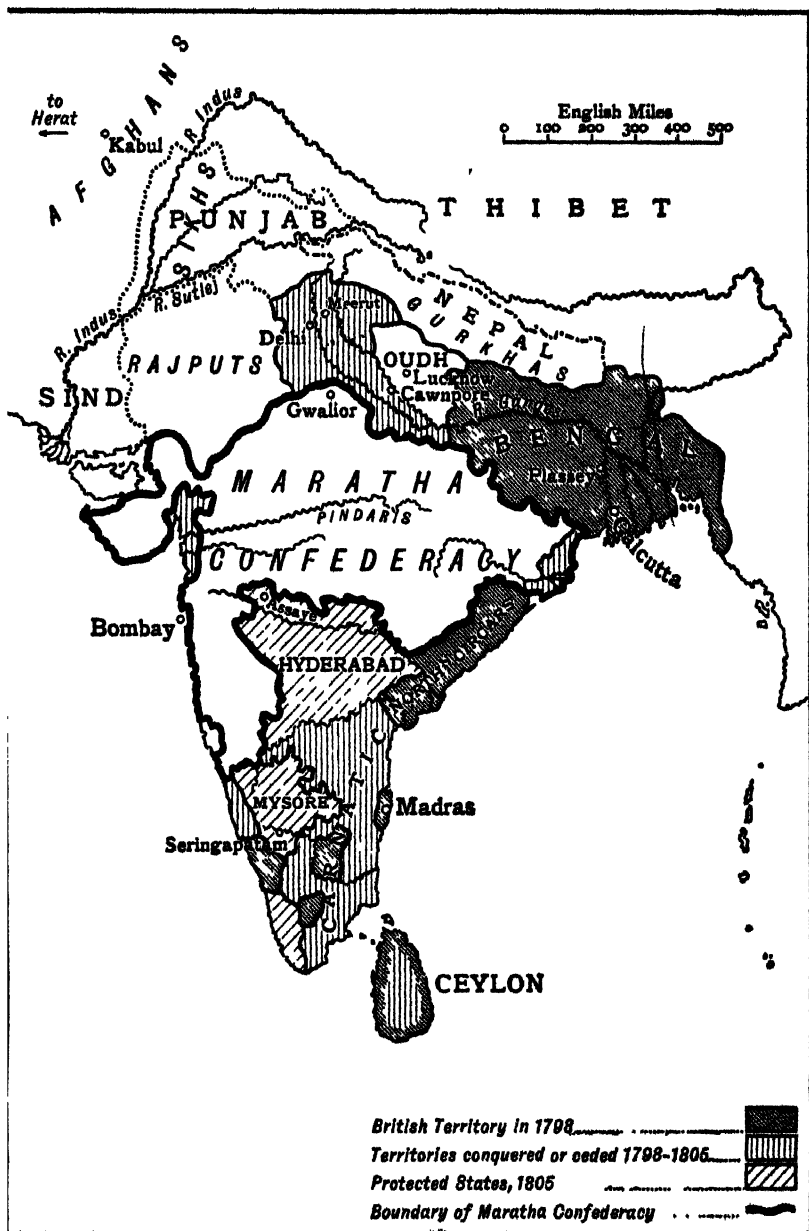 to
Herat
AFGHANS
Kabul
R. Indus
English Miles
0 100 200 300 400 500
THIBET
PUNJAB
SIKHS
R. Sutlej
R. Indus
NEPAL
GURKHAS
Meerut
Delhi
RAJPUTS
OUDH
Lucknow
Cawnpore
SIND
Gwalior
BENGAL
Plassey
MARATHA
PINDARIS
CONFEDERACY
Calcutta
Assaye
Bombay
HYDERABAD
CARNATIC
MYSORE
Madras
Seringapatam
CEYLON
British Territory in 1798
Territories conquered or ceded 1798-1805
Protected States, 1805
Boundary of Maratha Confederacy